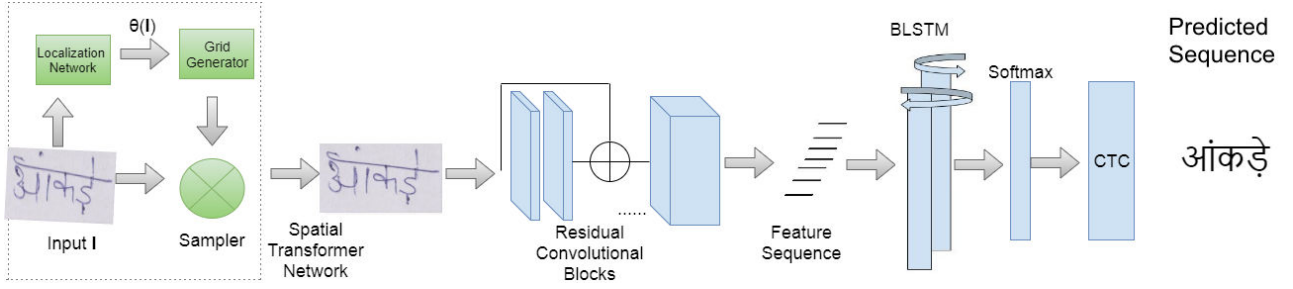 Localization
Network
θ(I)
Grid
Generator
आंकड़े
Input I
Sampler
Spatial
Transformer
Network
आंकड़े
......
Residual
Convolutional
Blocks
Feature
Sequence
BLSTM
Softmax
CTC
Predicted
Sequence
आंकड़े